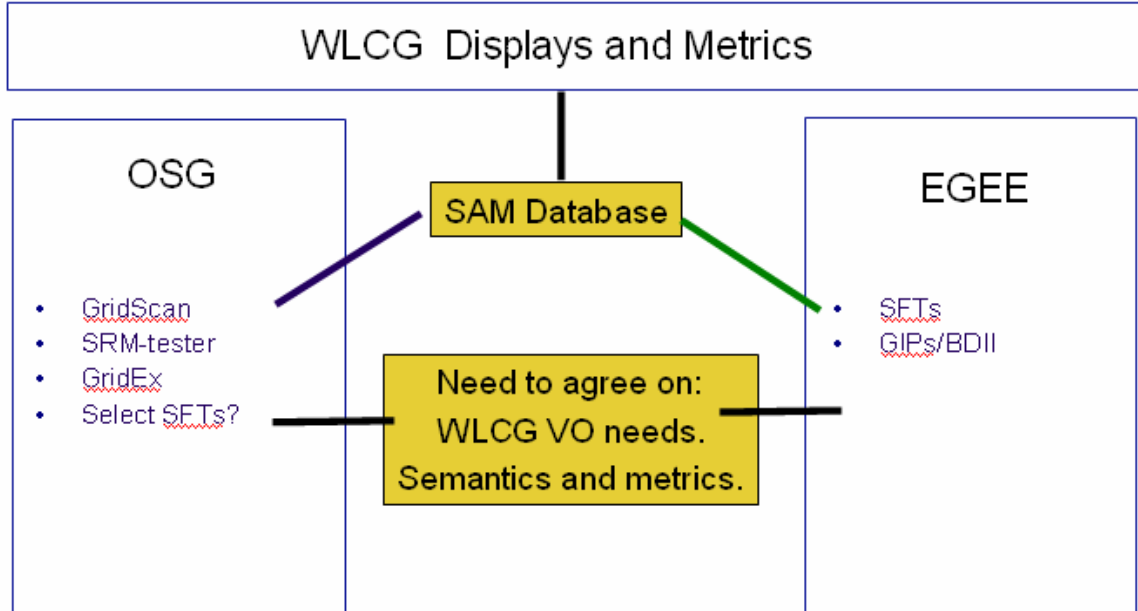 WLCG  Displays and Metrics
OSG
• GridScan
• SRM-tester
• GridEx
• Select SFTs?
SAM Database
Need to agree on:
WLCG VO needs.
Semantics and metrics.
EGEE
• SFTs
• GIPs/BDII